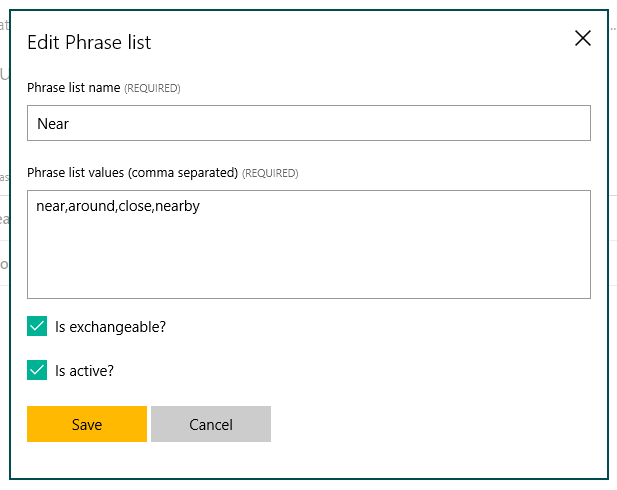 Edit Phrase list
Phrase list name (REQUIRED)
Near
Phrase list values (comma separated) (REQUIRED)
near,around,close,nearby
Is exchangeable?
Is active?
Save Cancel